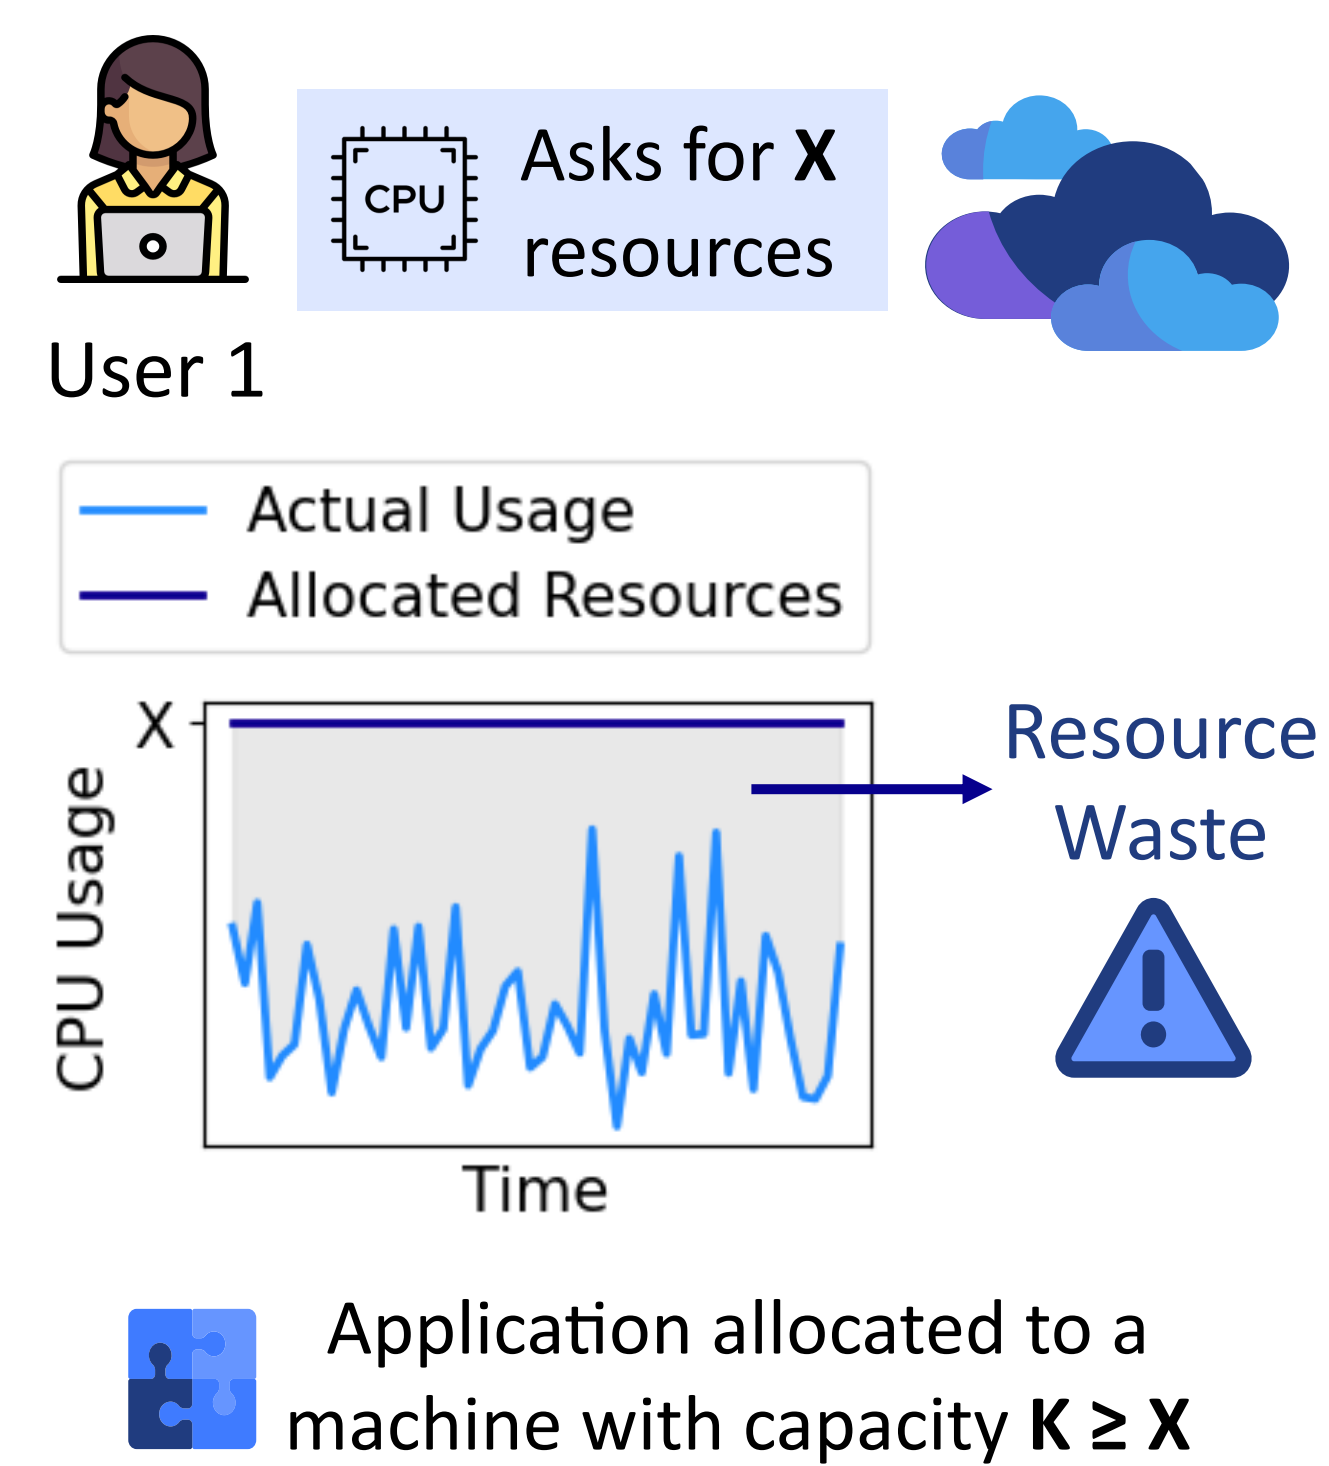 CPU
Asks for X
resources
User 1
Actual Usage
Allocated Resources
X
CPU Usage
Time
Resource
Waste
Application allocated to a
machine with capacity K ≥ X